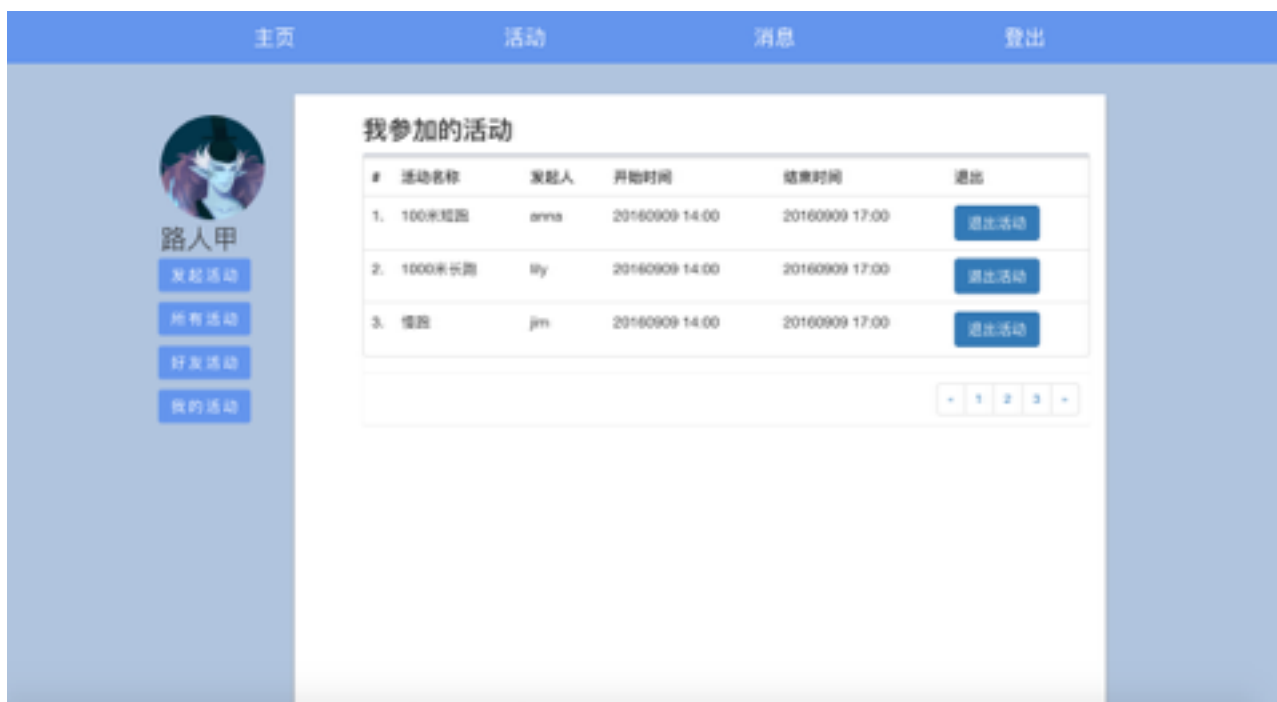 主页 活动 消息 登出
我参加的活动
# 活动名称 发起人 开始时间 结束时间 退出
1. 100米短跑 anna 20160909 14:00 20160909 17:00 退出活动
2. 1000米长跑 lily 20160909 14:00 20160909 17:00 退出活动
3. 慢跑 jim 20160909 14:00 20160909 17:00 退出活动
« 1 2 3 »
路人甲
发起活动
所有活动
好友活动
我的活动